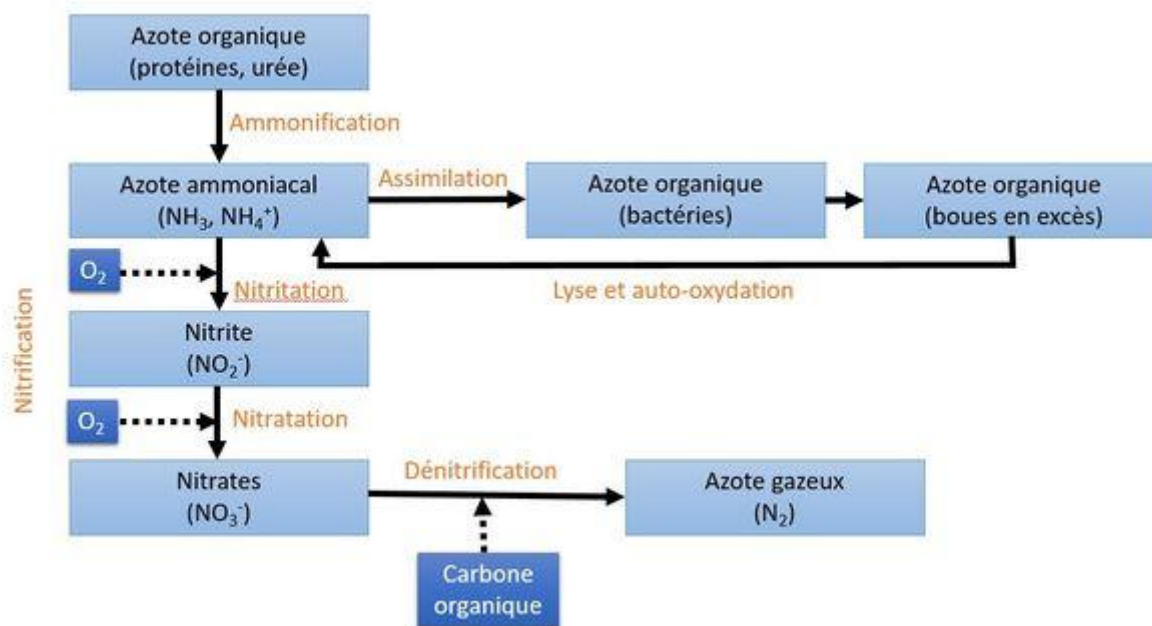 Azote organique
(protéines, urée)
Ammonification
Azote ammoniacal
(NH₃, NH₄⁺)
Assimilation
Azote organique
(bactéries)
Azote organique
(boues en excès)
O₂
Nitritation
Lyse et auto-oxydation
Nitrification
Nitrite
(NO₂⁻)
O₂
Nitratation
Nitrates
(NO₃⁻)
Dénitrification
Azote gazeux
(N₂)
Carbone
organique